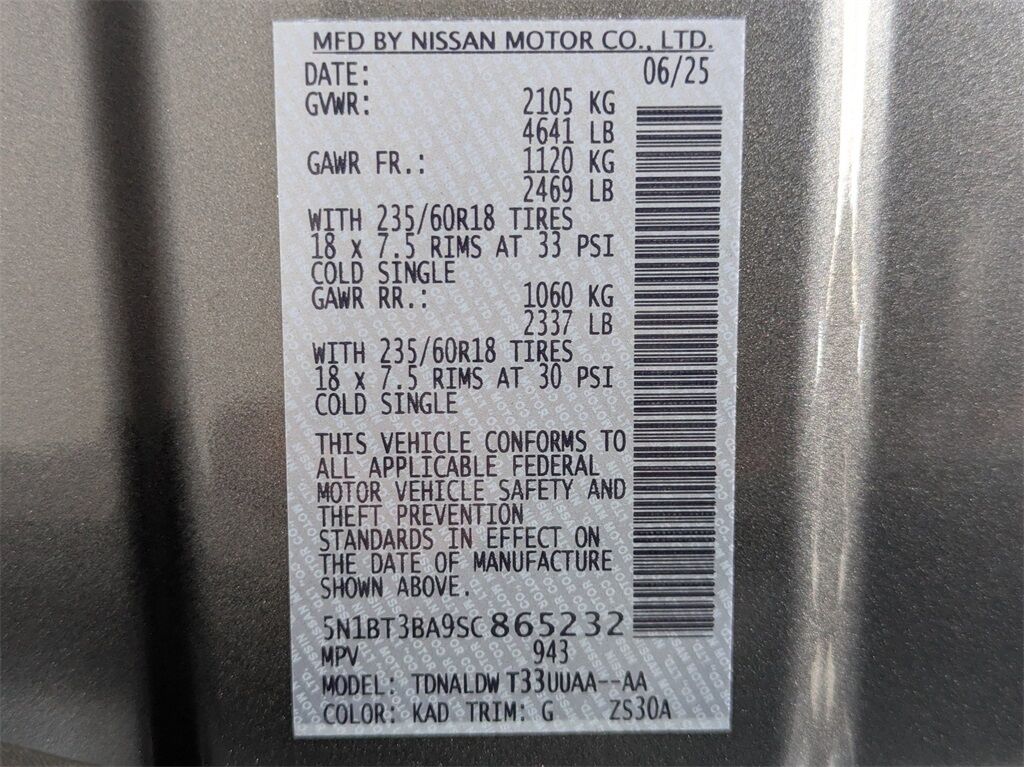 MFD BY NISSAN MOTOR CO., LTD.
DATE: 06/25
GVWR: 2105 KG
4641 LB
GAWR FR.: 1120 KG
2469 LB
WITH 235/60R18 TIRES
18 x 7.5 RIMS AT 33 PSI
COLD SINGLE
GAWR RR.: 1060 KG
2337 LB
WITH 235/60R18 TIRES
18 x 7.5 RIMS AT 30 PSI
COLD SINGLE
THIS VEHICLE CONFORMS TO
ALL APPLICABLE FEDERAL
MOTOR VEHICLE SAFETY AND
THEFT PREVENTION
STANDARDS IN EFFECT ON
THE DATE OF MANUFACTURE
SHOWN ABOVE.
5N1BT3BA9SC865232
MPV 943
MODEL: TDNALDW T33UUAA--AA
COLOR: KAD TRIM: G ZS30A